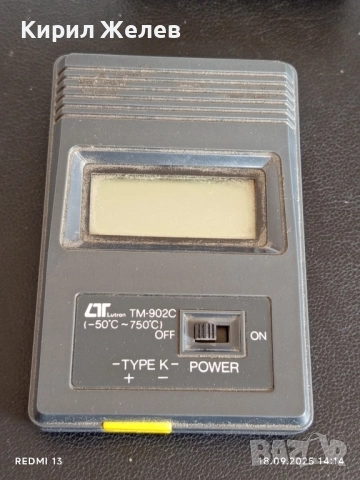 Кирил Желев
LT Lutron TM-902C
(-50°C ~ 750°C)
OFF ON
-TYPE K- POWER
+ -
REDMI 13
18.09.2025 14:14
BAZAR